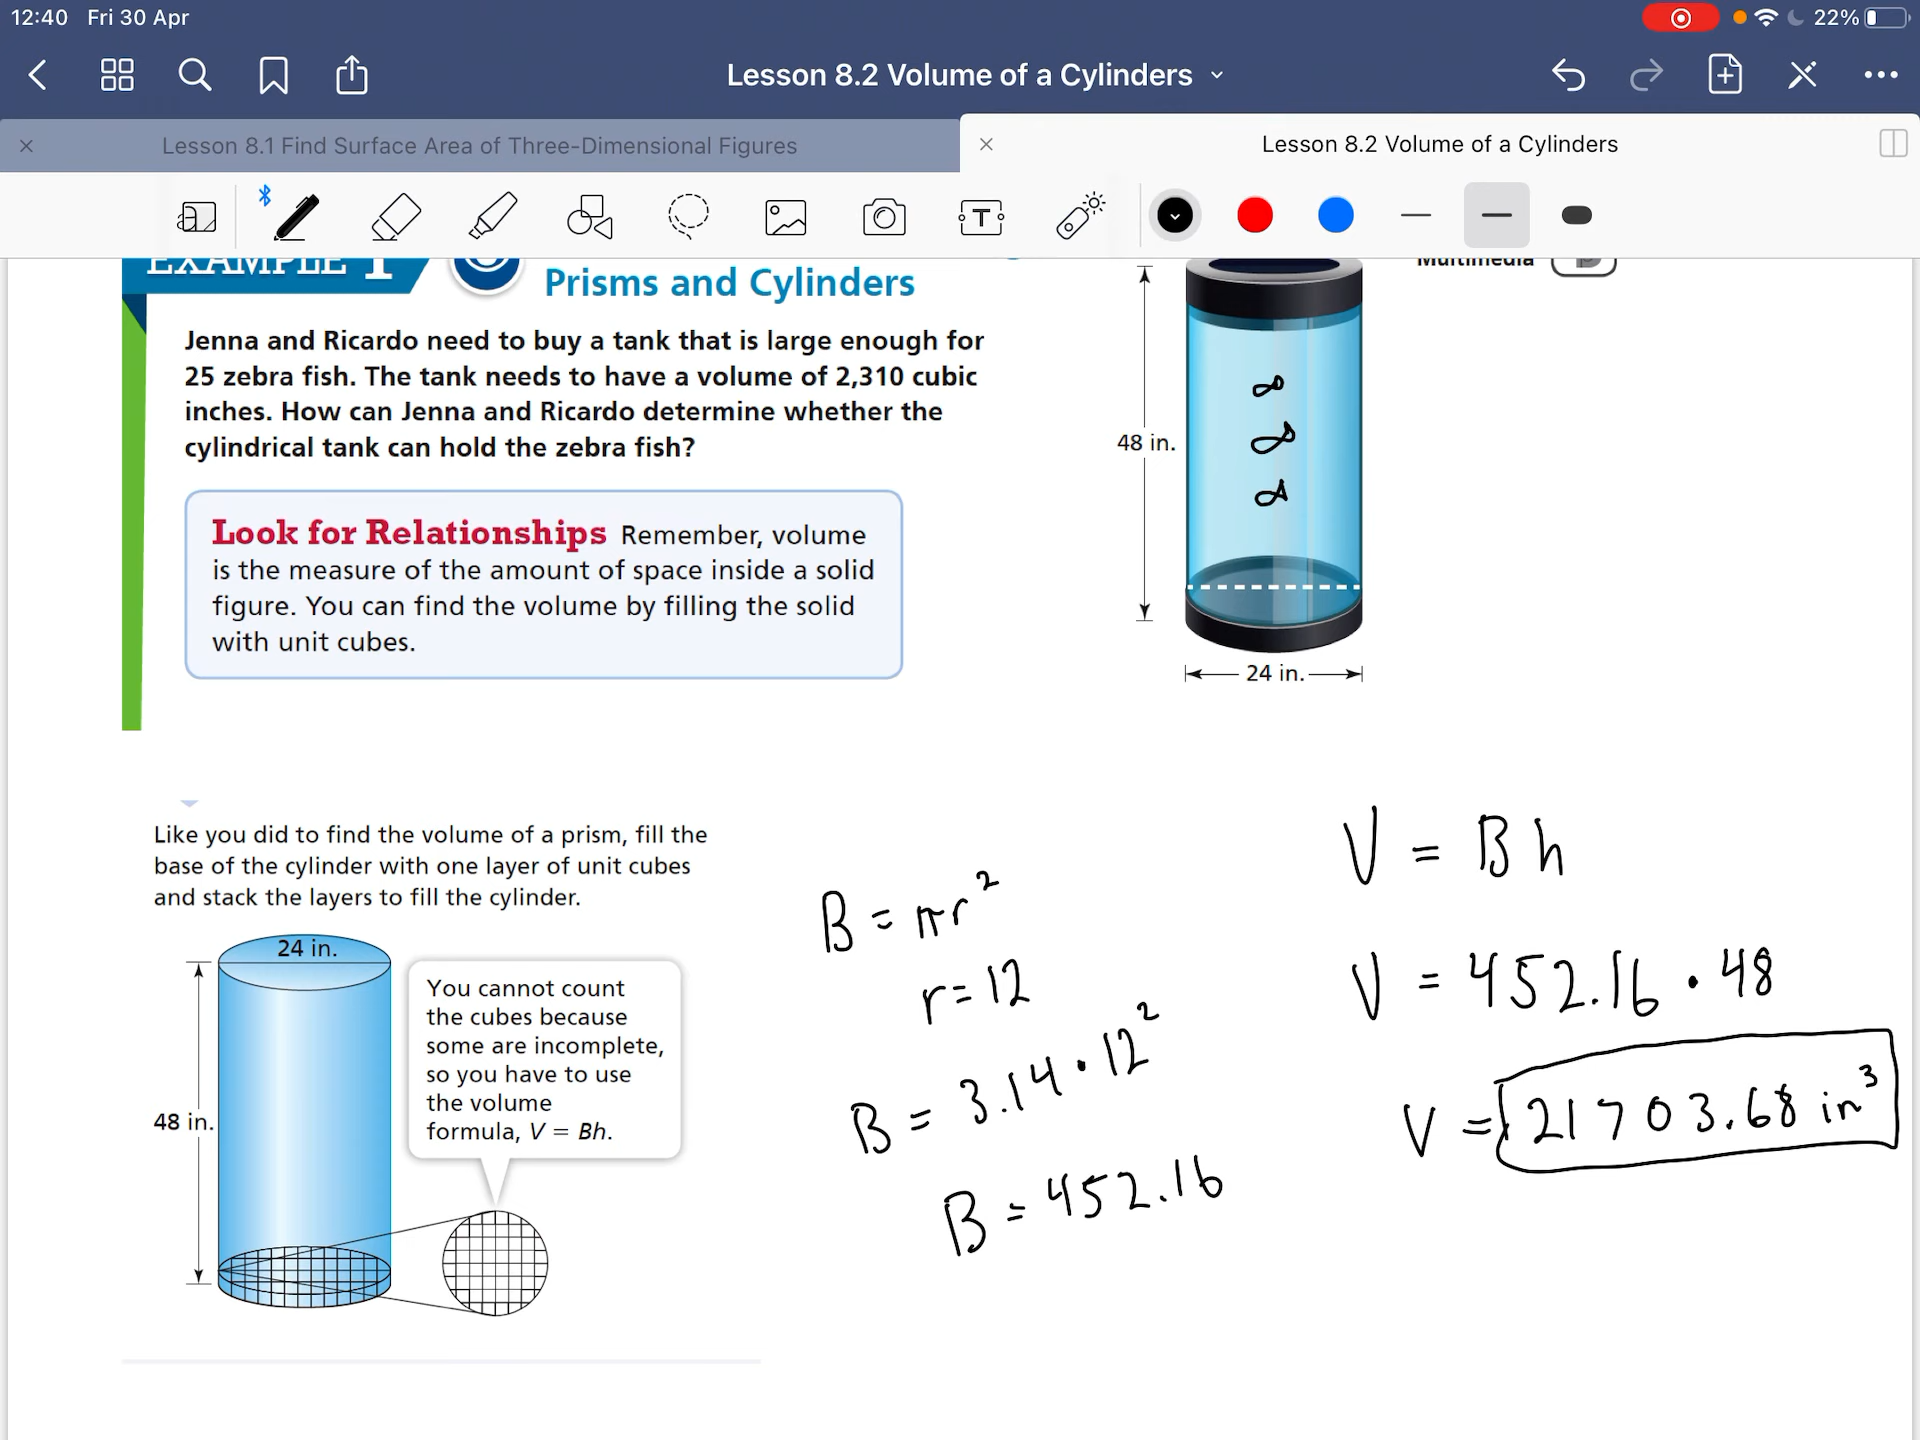 12:40 Fri 30 Apr
22%
Lesson 8.2 Volume of a Cylinders
Lesson 8.1 Find Surface Area of Three-Dimensional Figures
Lesson 8.2 Volume of a Cylinders
EXAMPLE 1
Prisms and Cylinders
Multimedia
Jenna and Ricardo need to buy a tank that is large enough for
25 zebra fish. The tank needs to have a volume of 2,310 cubic
inches. How can Jenna and Ricardo determine whether the
cylindrical tank can hold the zebra fish?
Look for Relationships Remember, volume
is the measure of the amount of space inside a solid
figure. You can find the volume by filling the solid
with unit cubes.
48 in.
24 in.
Like you did to find the volume of a prism, fill the
base of the cylinder with one layer of unit cubes
and stack the layers to fill the cylinder.
24 in.
48 in.
You cannot count
the cubes because
some are incomplete,
so you have to use
the volume
formula, V = Bh.
B = πr²
r = 12
B = 3.14 • 12²
B = 452.16
V = Bh
V = 452.16 • 48
V = 21703.68 in³